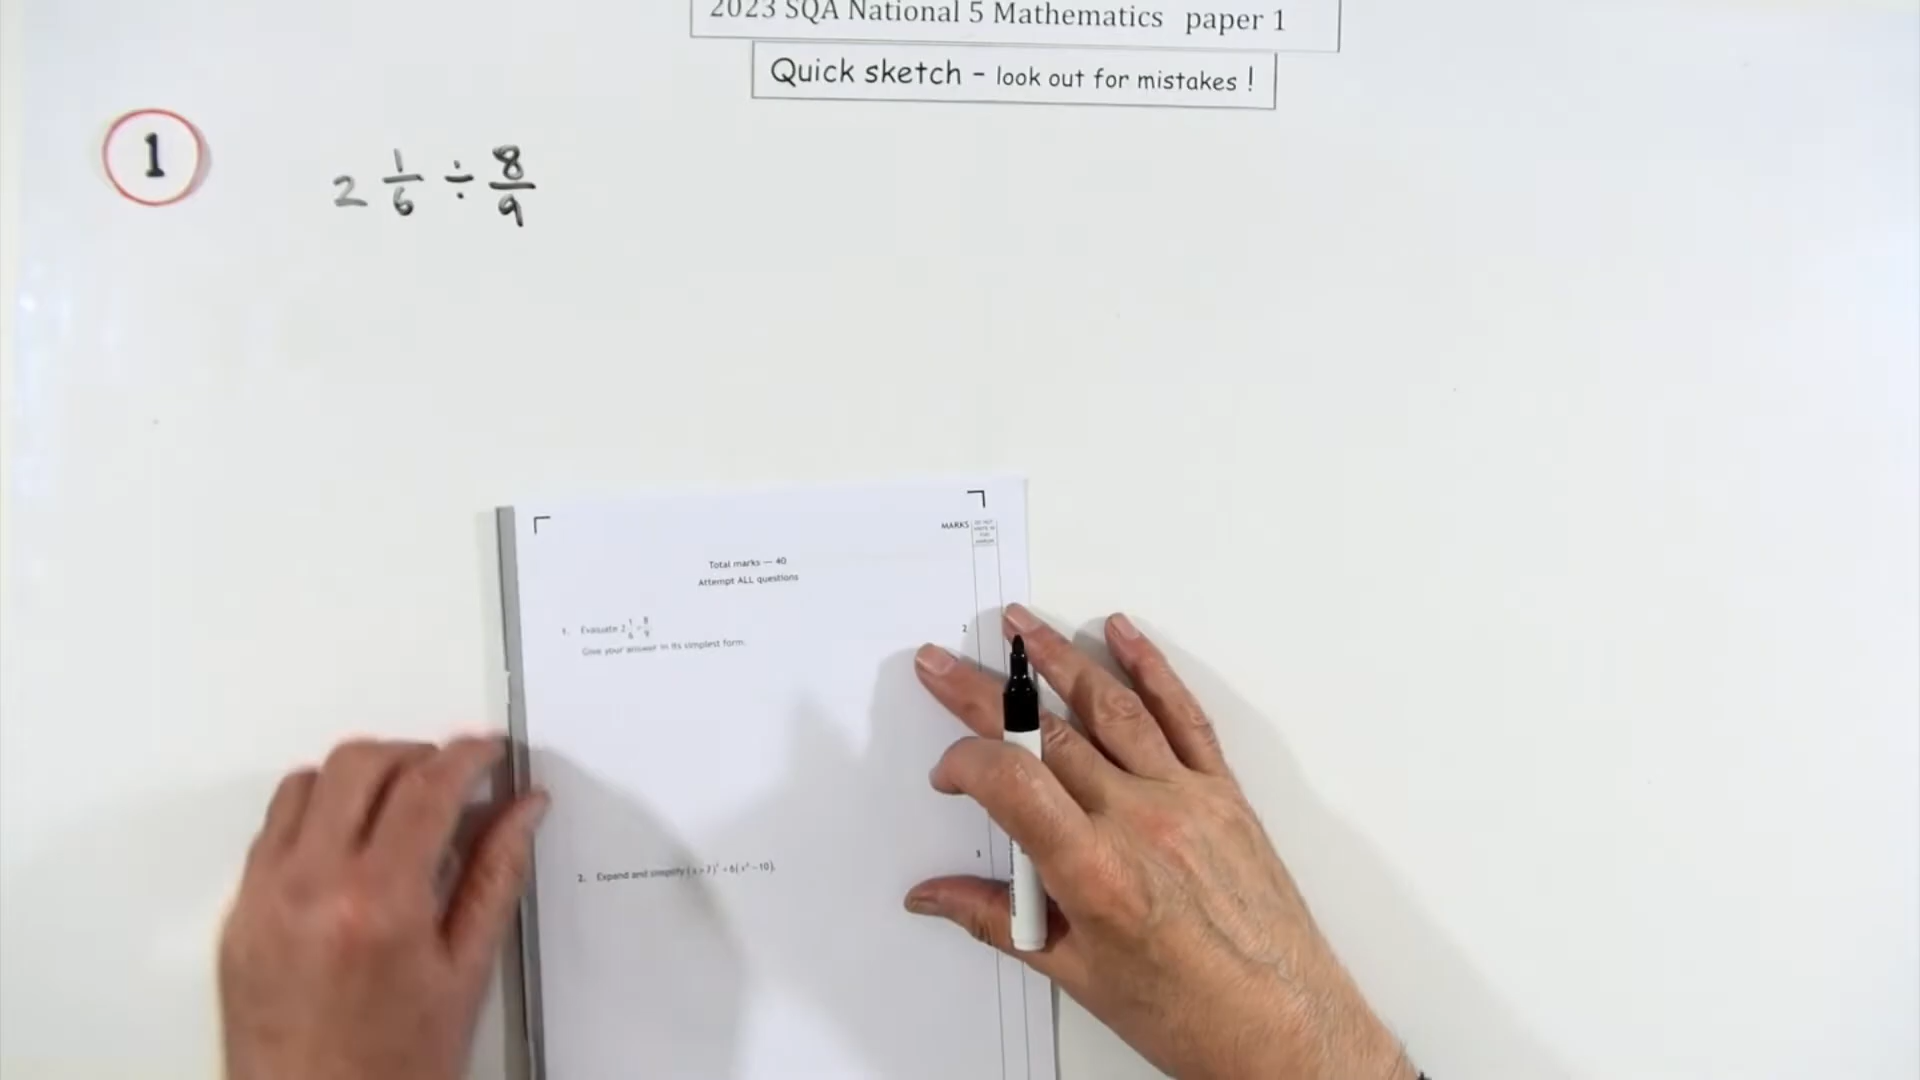 2023 SQA National 5 Mathematics paper 1
Quick sketch – look out for mistakes !
1
2 1/6 ÷ 8/9
MARKS
Total marks — 40
Attempt ALL questions
1. Evaluate 2 1/6 ÷ 8/9
2
Give your answer in its simplest form.
3
2. Expand and simplify